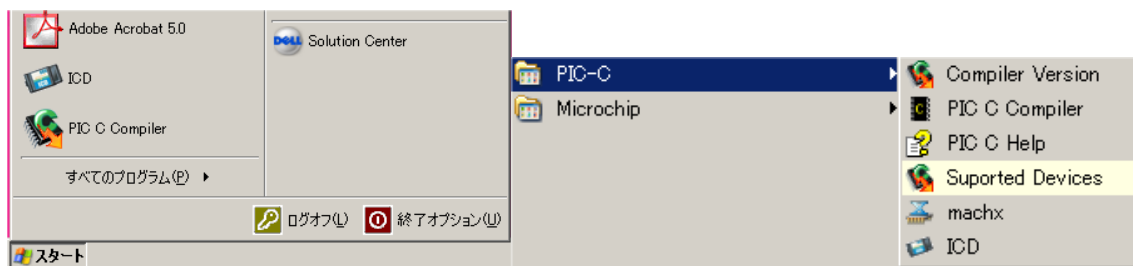 Adobe Acrobat 5.0
ICD
PIC C Compiler
すべてのプログラム(P)
DELL Solution Center
ログオフ(L) 終了オプション(U)
スタート
PIC-C
Microchip
Compiler Version
PIC C Compiler
PIC C Help
Suported Devices
machx
ICD